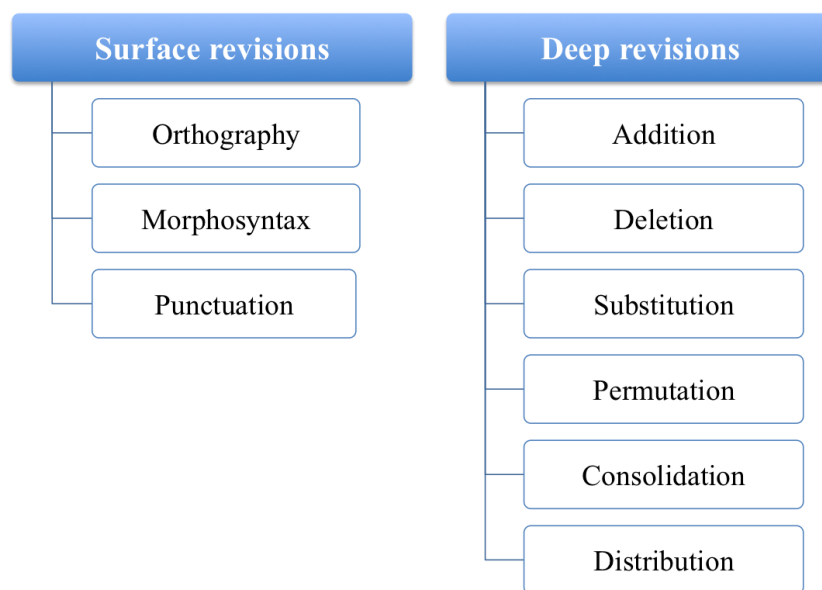 Surface revisions
Orthography
Morphosyntax
Punctuation
Deep revisions
Addition
Deletion
Substitution
Permutation
Consolidation
Distribution